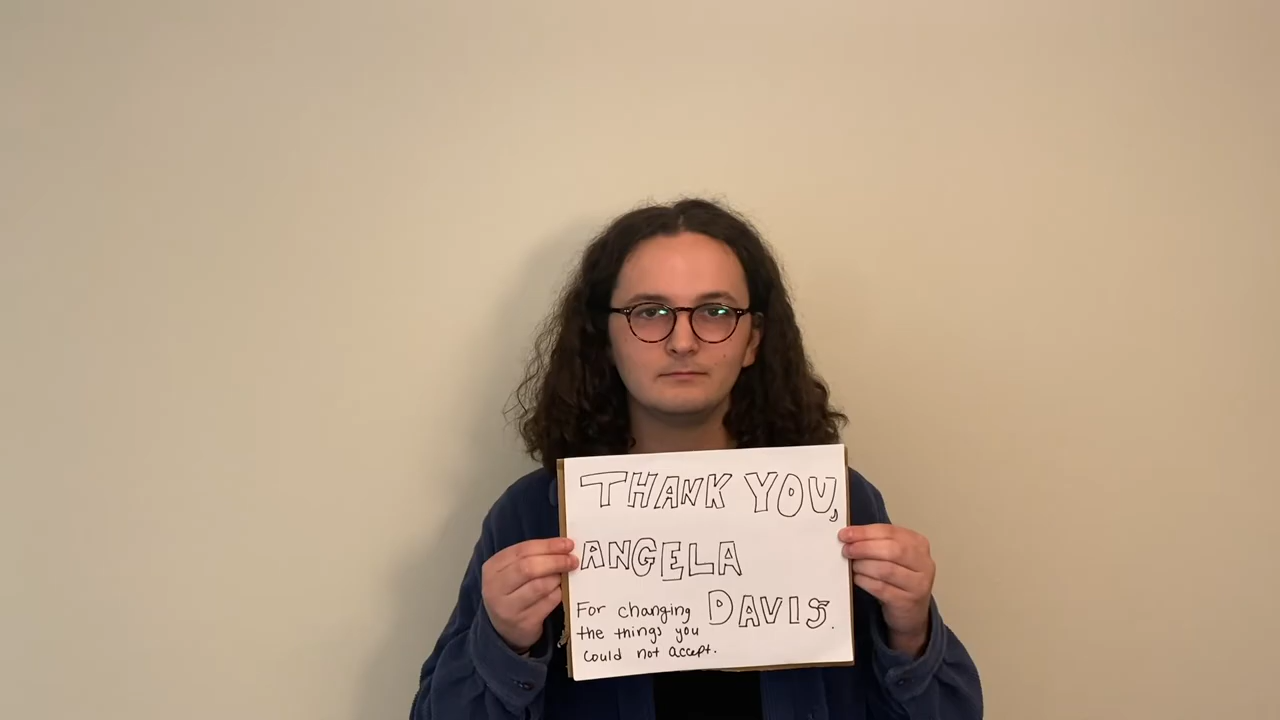 THANK YOU,
ANGELA
DAVIS.
For changing
the things you
could not accept.